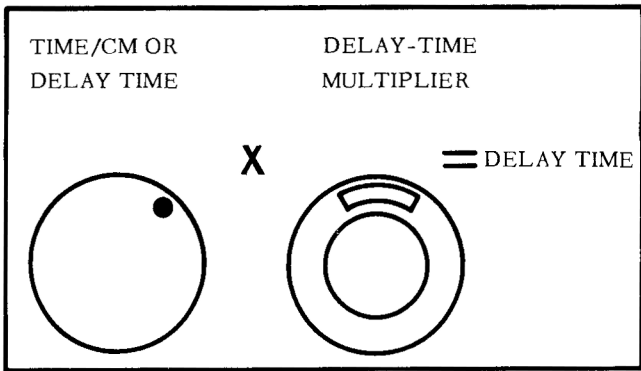 TIME/CM OR
DELAY TIME
DELAY-TIME
MULTIPLIER
X
= DELAY TIME